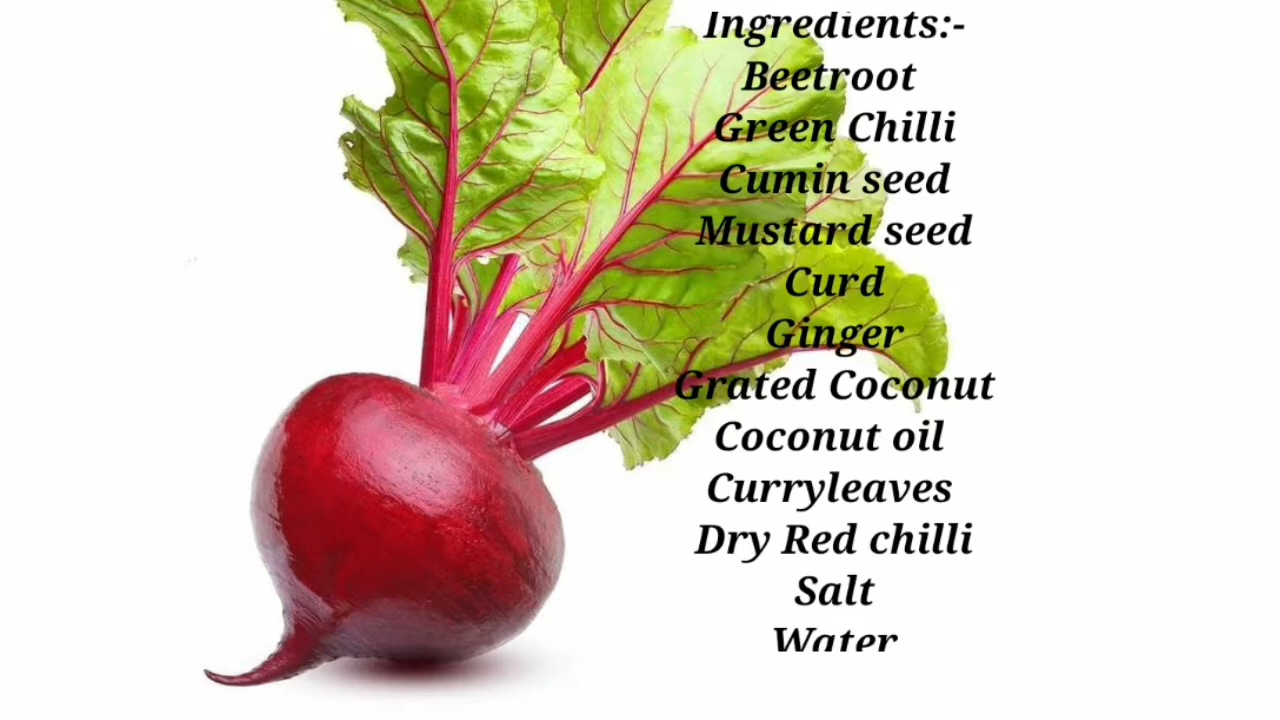 Ingredients:-
Beetroot
Green Chilli
Cumin seed
Mustard seed
Curd
Ginger
Grated Coconut
Coconut oil
Curryleaves
Dry Red chilli
Salt
Water